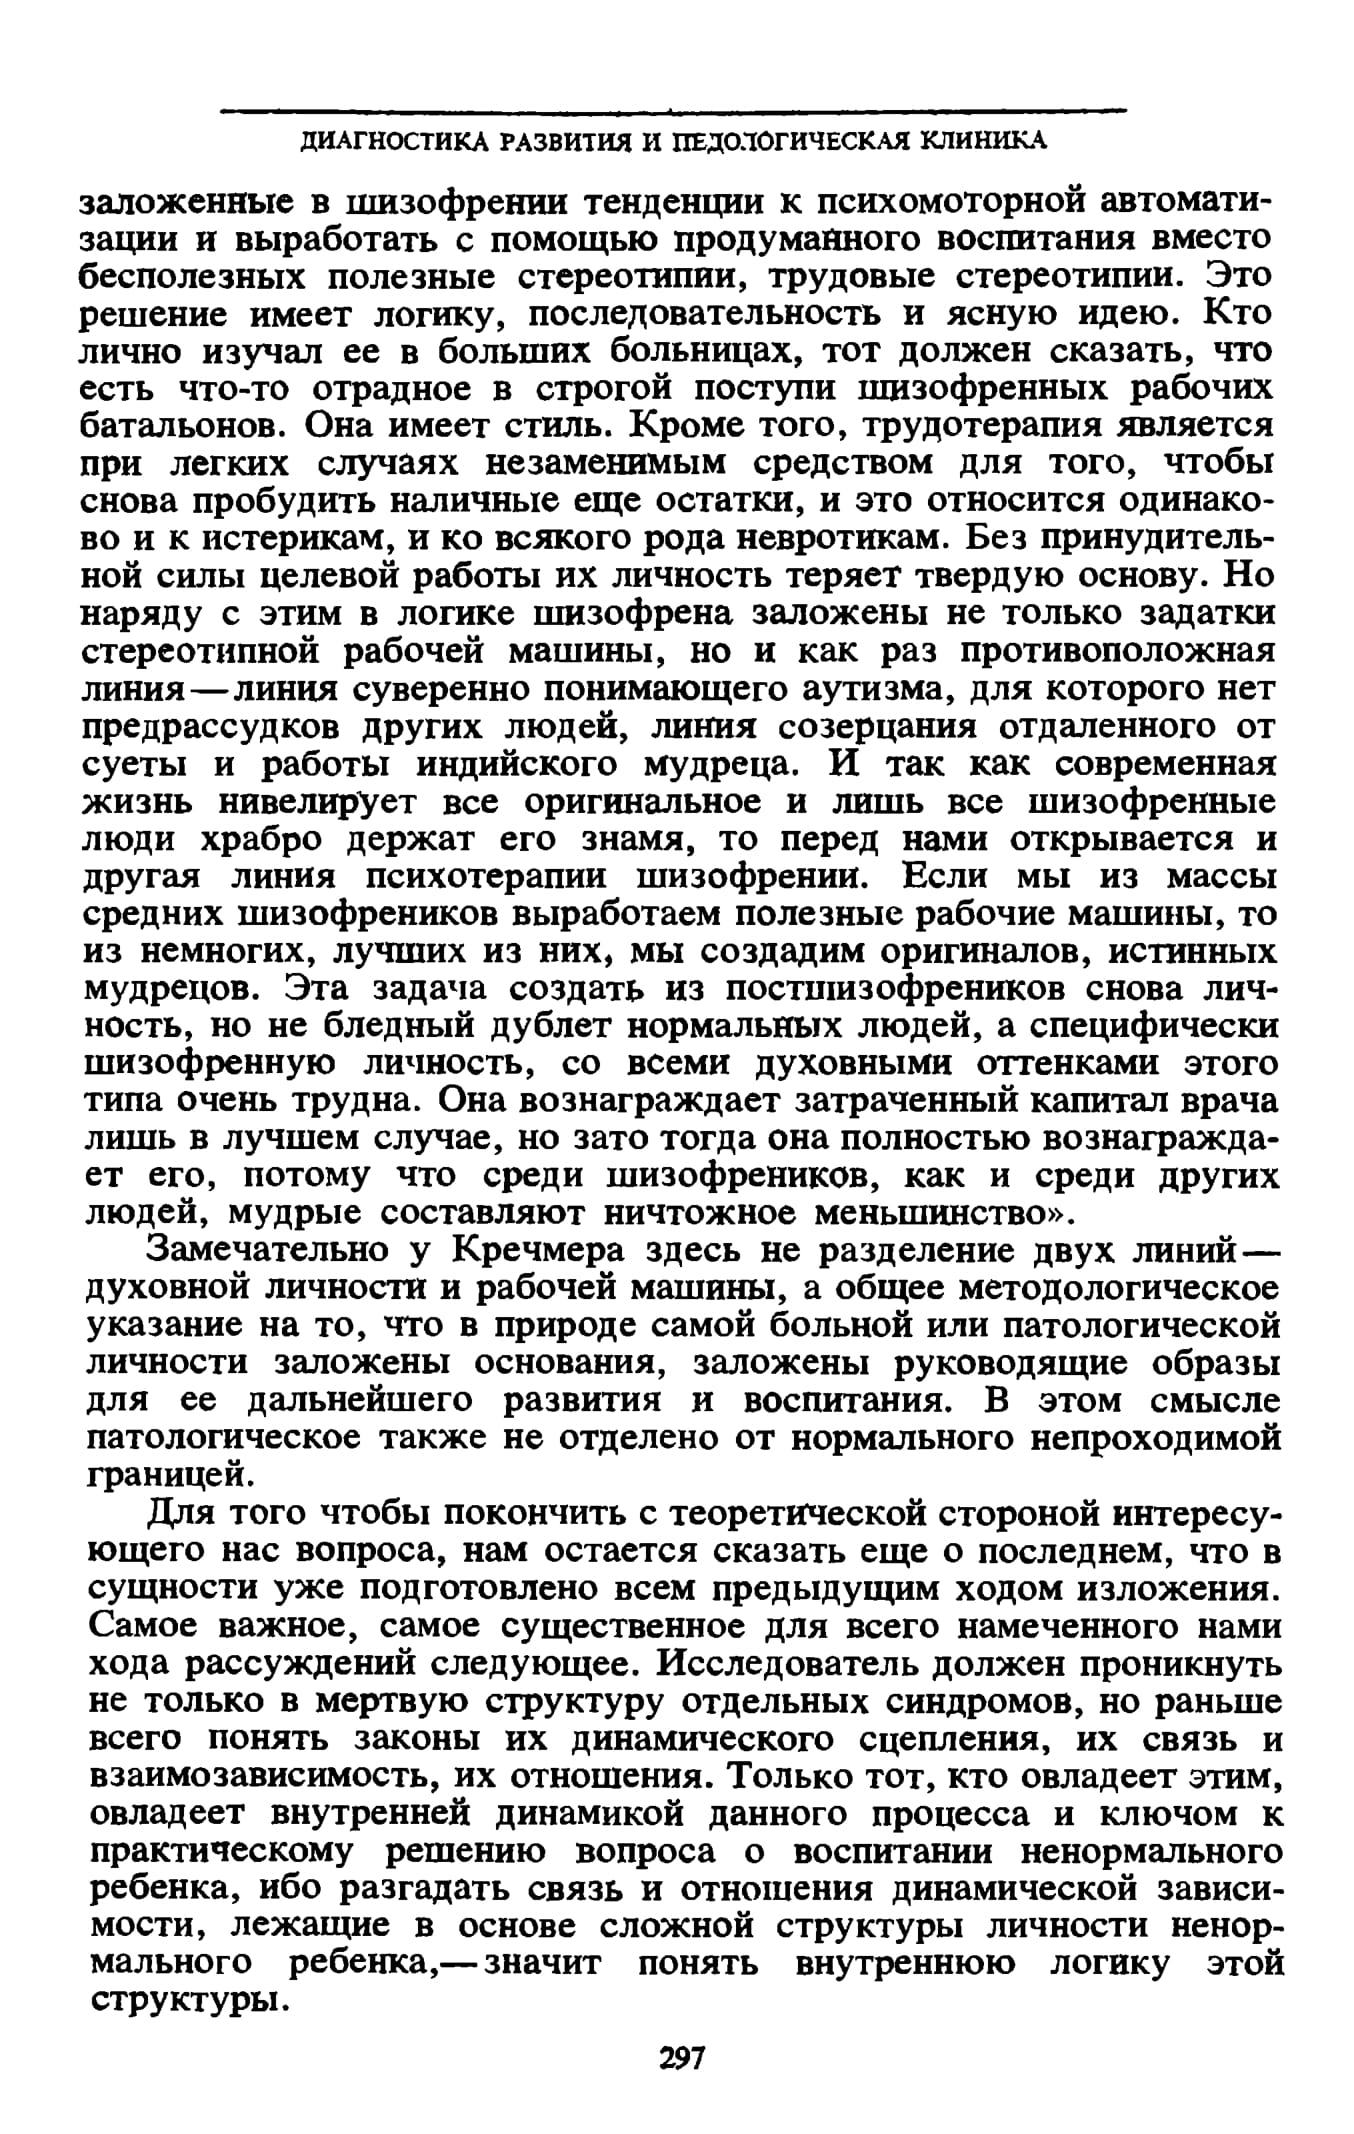 ДИАГНОСТИКА РАЗВИТИЯ И ПЕДОЛОГИЧЕСКАЯ КЛИНИКА
заложенные в шизофрении тенденции к психомоторной автомати-
зации и выработать с помощью продуманного воспитания вместо
бесполезных полезные стереотипии, трудовые стереотипии. Это
решение имеет логику, последовательность и ясную идею. Кто
лично изучал ее в больших больницах, тот должен сказать, что
есть что-то отрадное в строгой поступи шизофренных рабочих
батальонов. Она имеет стиль. Кроме того, трудотерапия является
при легких случаях незаменимым средством для того, чтобы
снова пробудить наличные еще остатки, и это относится одинако-
во и к истерикам, и ко всякого рода невротикам. Без принудитель-
ной силы целевой работы их личность теряет твердую основу. Но
наряду с этим в логике шизофрена заложены не только задатки
стереотипной рабочей машины, но и как раз противоположная
линия—линия суверенно понимающего аутизма, для которого нет
предрассудков других людей, линия созерцания отдаленного от
суеты и работы индийского мудреца. И так как современная
жизнь нивелирует все оригинальное и лишь все шизофренные
люди храбро держат его знамя, то перед нами открывается и
другая линия психотерапии шизофрении. Если мы из массы
средних шизофреников выработаем полезные рабочие машины, то
из немногих, лучших из них, мы создадим оригиналов, истинных
мудрецов. Эта задача создать из постшизофреников снова лич-
ность, но не бледный дублет нормальных людей, а специфически
шизофренную личность, со всеми духовными оттенками этого
типа очень трудна. Она вознаграждает затраченный капитал врача
лишь в лучшем случае, но зато тогда она полностью вознагражда-
ет его, потому что среди шизофреников, как и среди других
людей, мудрые составляют ничтожное меньшинство».
Замечательно у Кречмера здесь не разделение двух линий—
духовной личности и рабочей машины, а общее методологическое
указание на то, что в природе самой больной или патологической
личности заложены основания, заложены руководящие образы
для ее дальнейшего развития и воспитания. В этом смысле
патологическое также не отделено от нормального непроходимой
границей.
Для того чтобы покончить с теоретической стороной интересу-
ющего нас вопроса, нам остается сказать еще о последнем, что в
сущности уже подготовлено всем предыдущим ходом изложения.
Самое важное, самое существенное для всего намеченного нами
хода рассуждений следующее. Исследователь должен проникнуть
не только в мертвую структуру отдельных синдромов, но раньше
всего понять законы их динамического сцепления, их связь и
взаимозависимость, их отношения. Только тот, кто овладеет этим,
овладеет внутренней динамикой данного процесса и ключом к
практическому решению вопроса о воспитании ненормального
ребенка, ибо разгадать связь и отношения динамической зависи-
мости, лежащие в основе сложной структуры личности ненор-
мального ребенка,—значит понять внутреннюю логику этой
структуры.
297